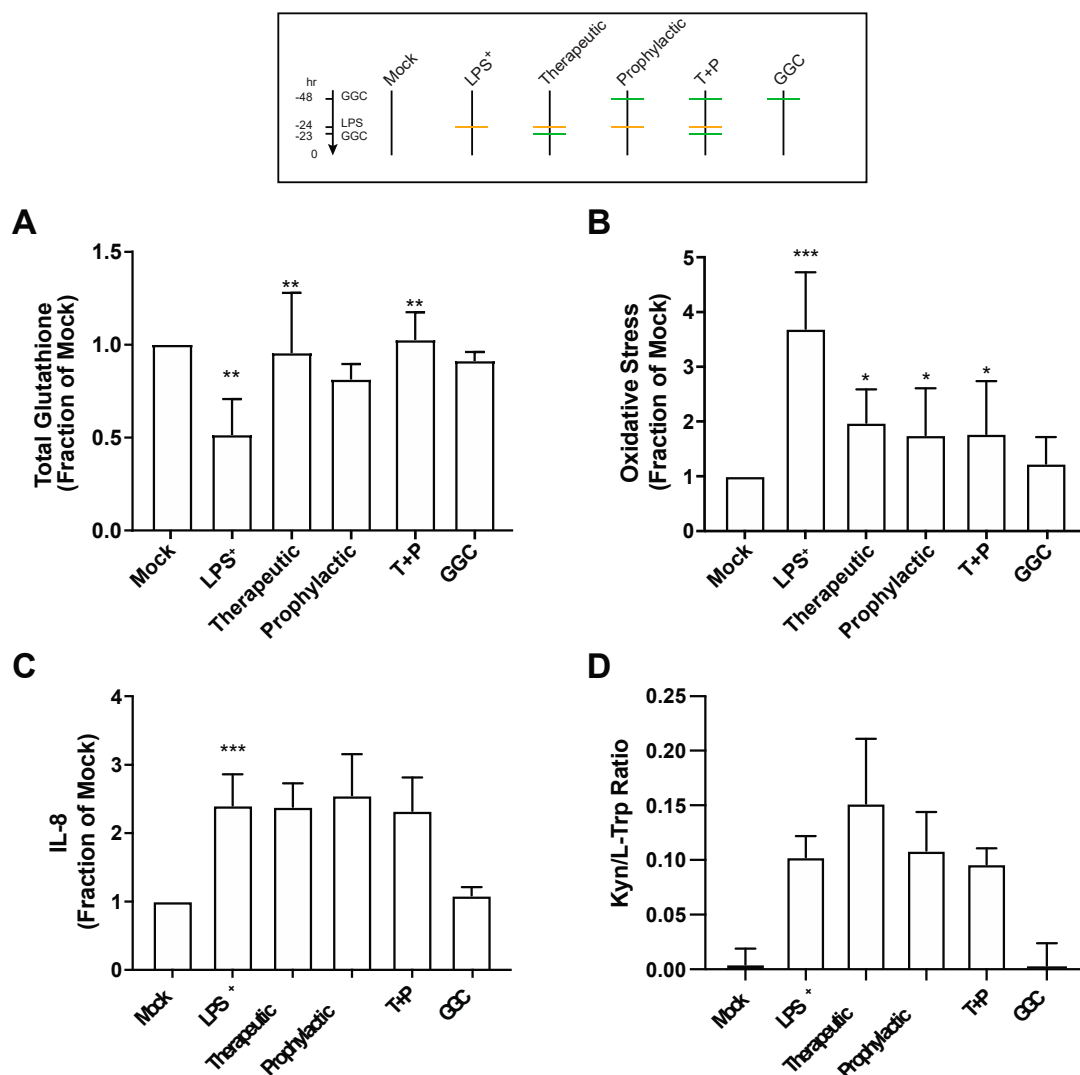 Mock
LPS+
Therapeutic
Prophylactic
T+P
GGC
hr
-48 GGC
-24 LPS
-23 GGC
0
A
Total Glutathione
(Fraction of Mock)
1.5
1.0
0.5
0.0
**
**
**
Mock
LPS+
Therapeutic
Prophylactic
T+P
GGC
B
Oxidative Stress
(Fraction of Mock)
5
4
3
2
1
0
***
*
*
*
Mock
LPS+
Therapeutic
Prophylactic
T+P
GGC
C
IL-8
(Fraction of Mock)
4
3
2
1
0
***
Mock
LPS+
Therapeutic
Prophylactic
T+P
GGC
D
Kyn/L-Trp Ratio
0.25
0.20
0.15
0.10
0.05
0.00
Mock
LPS+
Therapeutic
Prophylactic
T+P
GGC